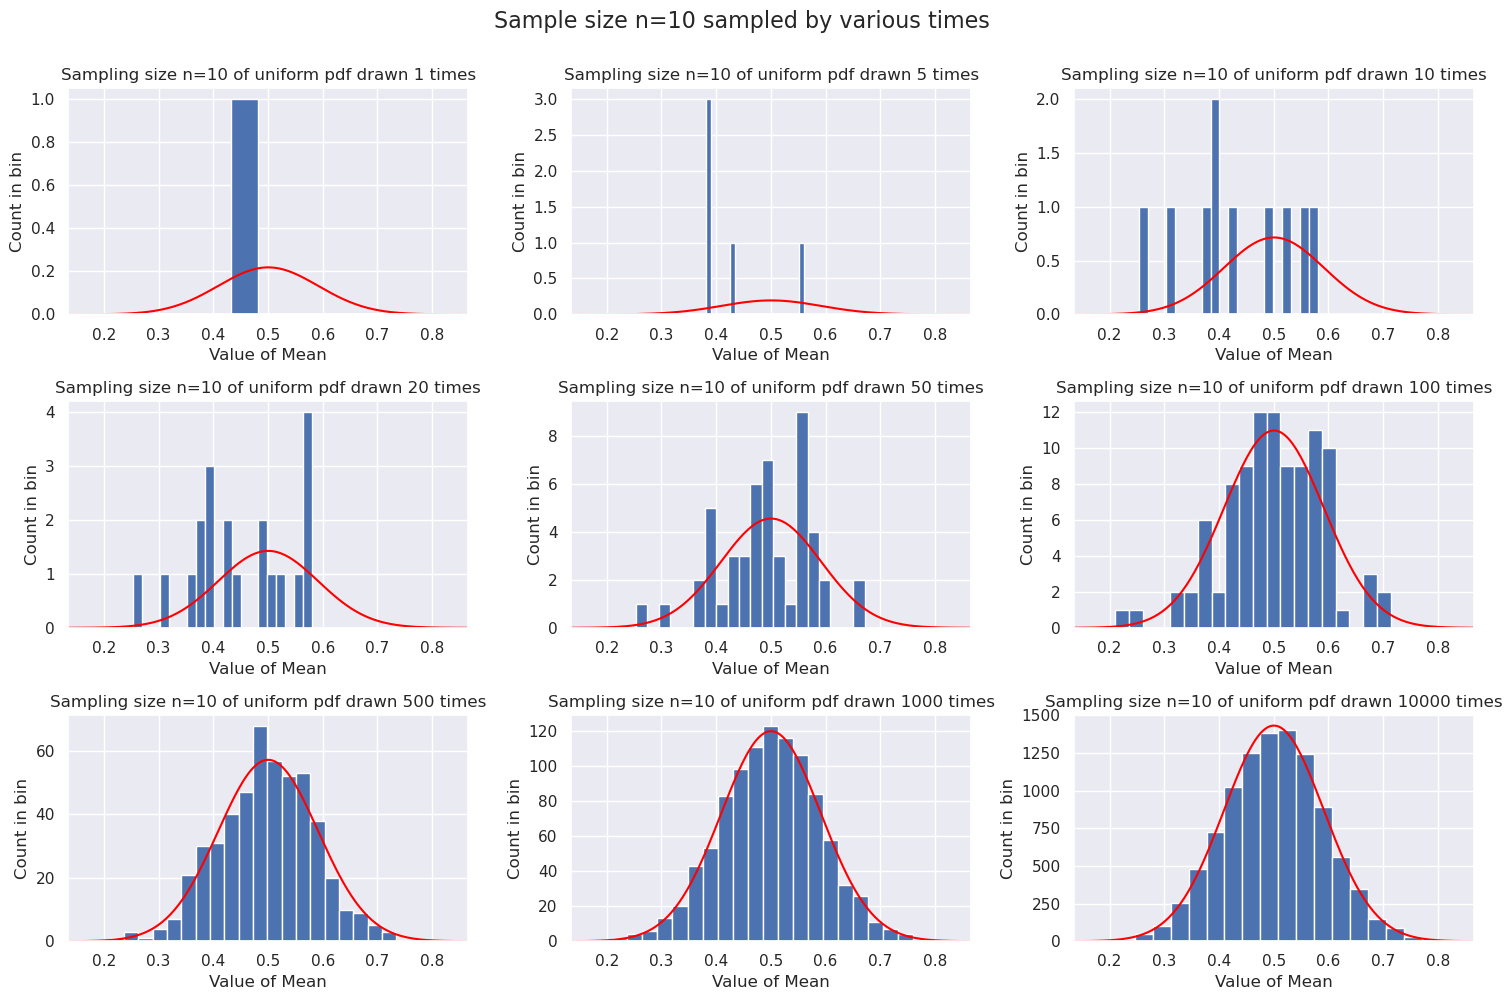 Sample size n=10 sampled by various times
Sampling size n=10 of uniform pdf drawn 1 times
Count in bin
1.0
0.8
0.6
0.4
0.2
0.0
0.2 0.3 0.4 0.5 0.6 0.7 0.8
Value of Mean
Sampling size n=10 of uniform pdf drawn 5 times
Count in bin
3.0
2.5
2.0
1.5
1.0
0.5
0.0
0.2 0.3 0.4 0.5 0.6 0.7 0.8
Value of Mean
Sampling size n=10 of uniform pdf drawn 10 times
Count in bin
2.0
1.5
1.0
0.5
0.0
0.2 0.3 0.4 0.5 0.6 0.7 0.8
Value of Mean
Sampling size n=10 of uniform pdf drawn 20 times
Count in bin
4
3
2
1
0
0.2 0.3 0.4 0.5 0.6 0.7 0.8
Value of Mean
Sampling size n=10 of uniform pdf drawn 50 times
Count in bin
8
6
4
2
0
0.2 0.3 0.4 0.5 0.6 0.7 0.8
Value of Mean
Sampling size n=10 of uniform pdf drawn 100 times
Count in bin
12
10
8
6
4
2
0
0.2 0.3 0.4 0.5 0.6 0.7 0.8
Value of Mean
Sampling size n=10 of uniform pdf drawn 500 times
Count in bin
60
40
20
0
0.2 0.3 0.4 0.5 0.6 0.7 0.8
Value of Mean
Sampling size n=10 of uniform pdf drawn 1000 times
Count in bin
120
100
80
60
40
20
0
0.2 0.3 0.4 0.5 0.6 0.7 0.8
Value of Mean
Sampling size n=10 of uniform pdf drawn 10000 times
Count in bin
1500
1250
1000
750
500
250
0
0.2 0.3 0.4 0.5 0.6 0.7 0.8
Value of Mean